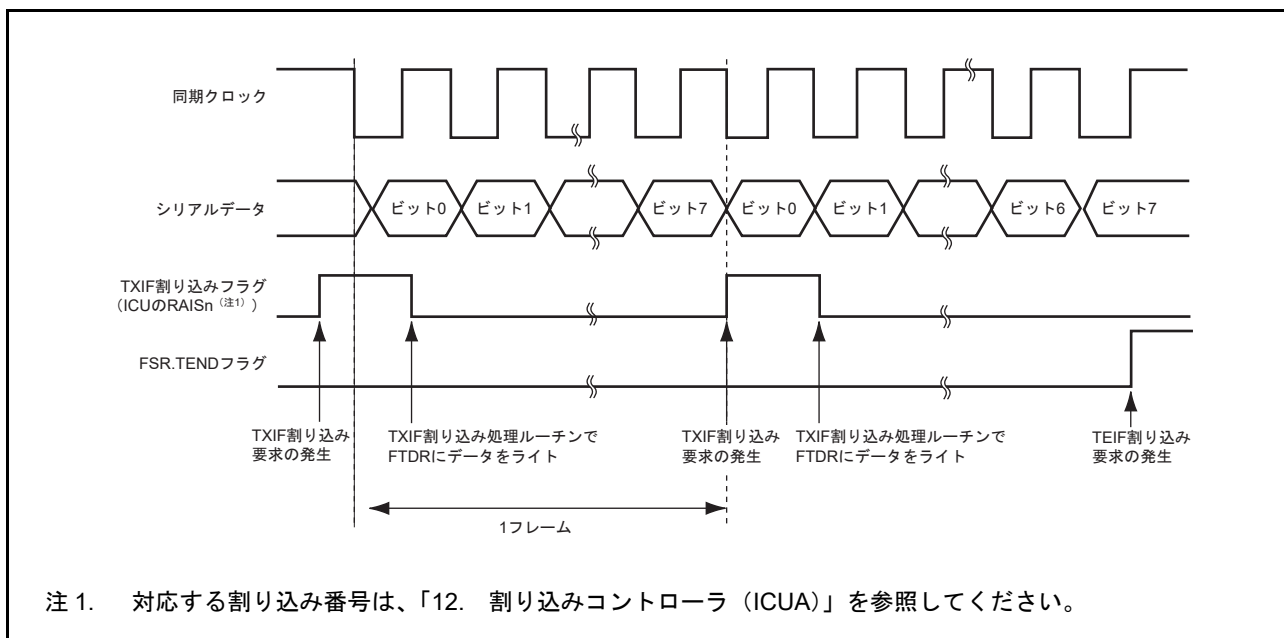 同期クロック
シリアルデータ
ビット0 ビット1 ビット7 ビット0 ビット1 ビット6 ビット7
TXIF割り込みフラグ
(ICUのRAISn (注1) )
FSR.TENDフラグ
TXIF割り込み
要求の発生
TXIF割り込み処理ルーチンで
FTDRにデータをライト
TXIF割り込み
要求の発生
TXIF割り込み処理ルーチンで
FTDRにデータをライト
TEIF割り込み
要求の発生
1フレーム
注 1. 対応する割り込み番号は、「12. 割り込みコントローラ（ICUA）」を参照してください。